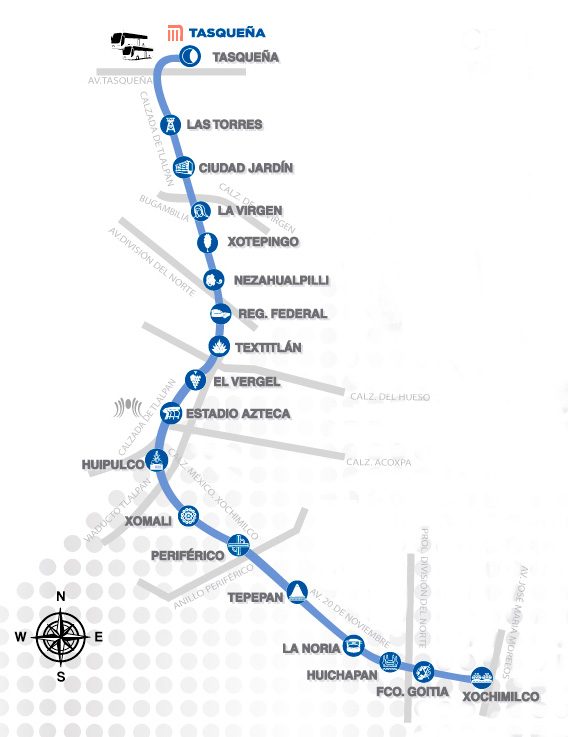 TASQUEÑA
TASQUEÑA
AV.TASQUEÑA
CALZADA DE TLALPAN
LAS TORRES
CIUDAD JARDÍN
BUGAMBILIA
CALZ. DE LA VIRGEN
LA VIRGEN
XOTEPINGO
AV.DIVISIÓN DEL NORTE
NEZAHUALPILLI
REG. FEDERAL
TEXTITLÁN
EL VERGEL
CALZ. DEL HUESO
CALZADA DE TLALPAN
ESTADIO AZTECA
HUIPULCO
CALZ. MÉXICO, XOCHIMILCO
CALZ. ACOXPA
VIADUCTO TLALPAN
XOMALI
PERIFÉRICO
ANILLO PERIFÉRICO
PROL. DIVISIÓN DEL NORTE
TEPEPAN
AV. 20 DE NOVIEMBRE
AV. JOSÉ MARÍA MORELOS
N
W
E
S
LA NORIA
HUICHAPAN
FCO. GOITIA
XOCHIMILCO